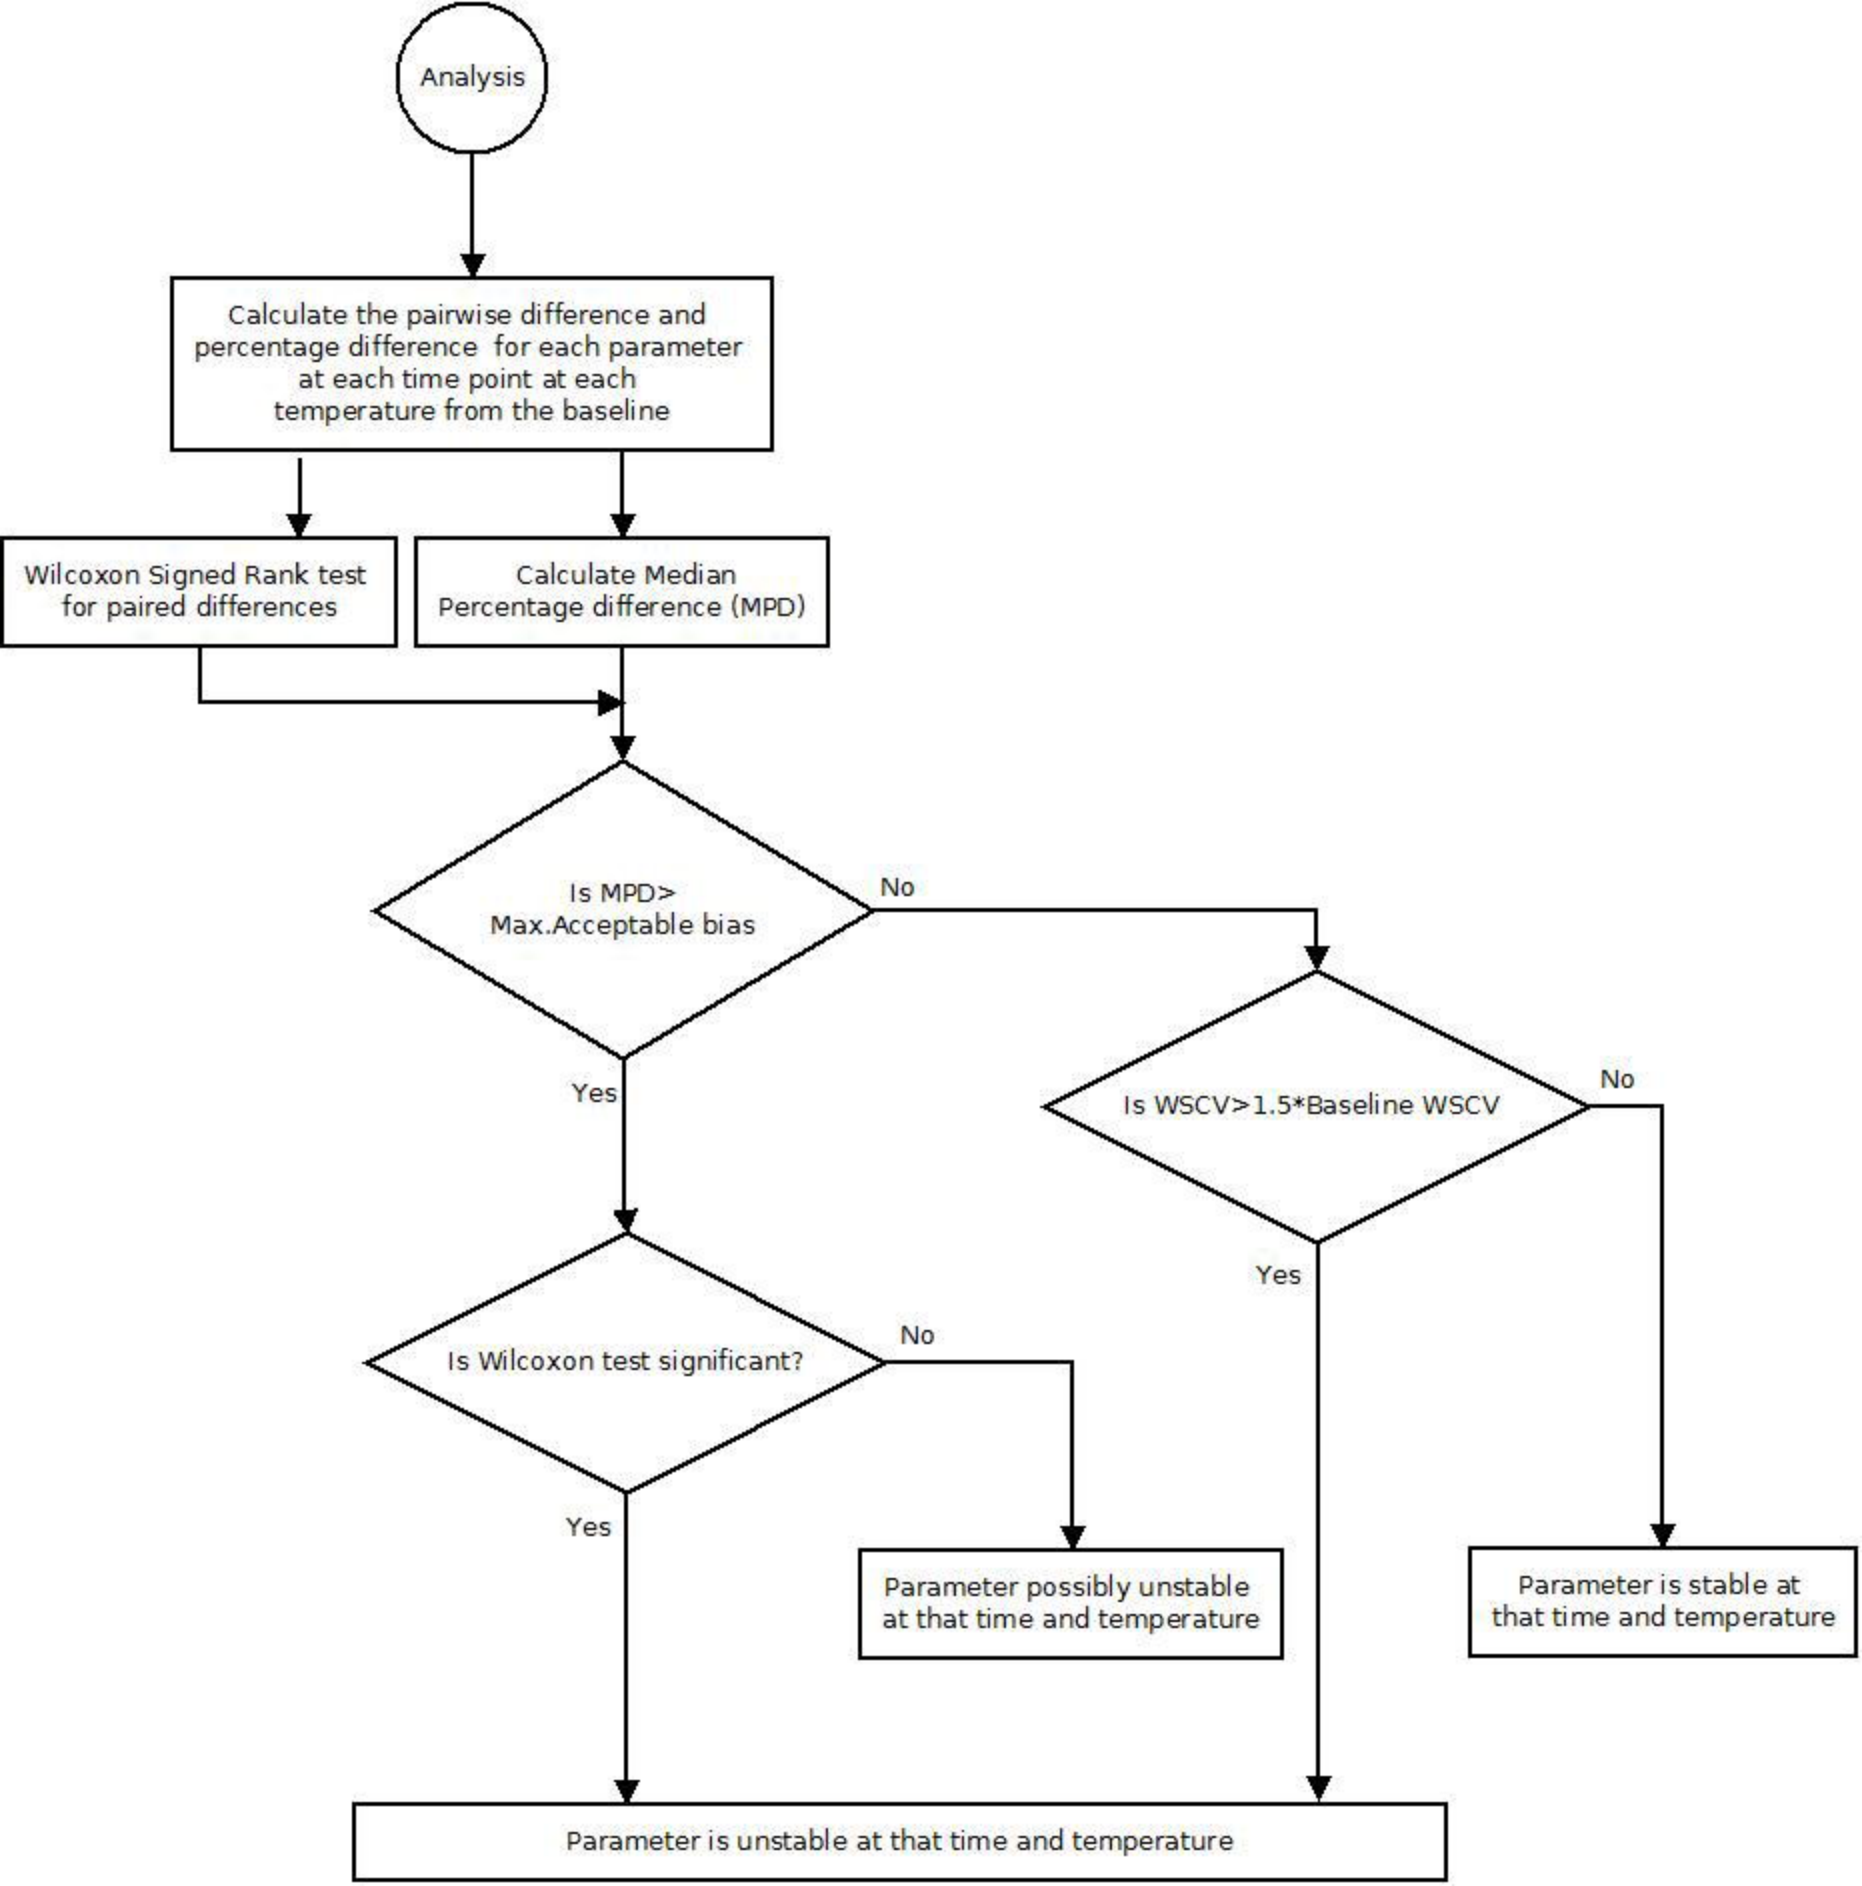 Analysis
Calculate the pairwise difference and
percentage difference for each parameter
at each time point at each
temperature from the baseline
Wilcoxon Signed Rank test
for paired differences
Calculate Median
Percentage difference (MPD)
Is MPD>
Max.Acceptable bias
No
Yes
Is WSCV>1.5*Baseline WSCV
No
Yes
Is Wilcoxon test significant?
No
Yes
Parameter possibly unstable
at that time and temperature
Parameter is stable at
that time and temperature
Parameter is unstable at that time and temperature